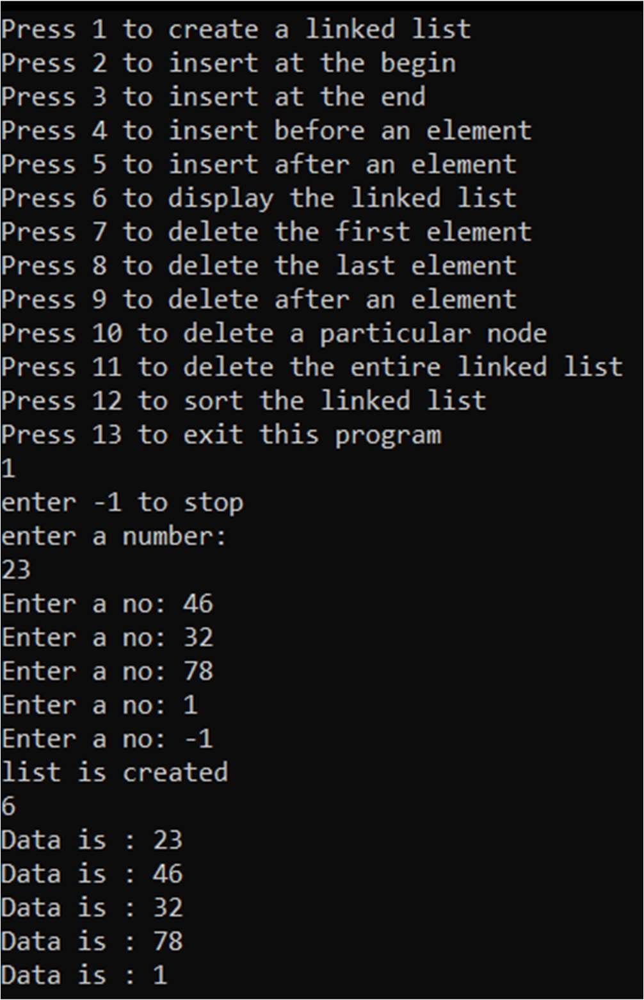 Press 1 to create a linked list
Press 2 to insert at the begin
Press 3 to insert at the end
Press 4 to insert before an element
Press 5 to insert after an element
Press 6 to display the linked list
Press 7 to delete the first element
Press 8 to delete the last element
Press 9 to delete after an element
Press 10 to delete a particular node
Press 11 to delete the entire linked list
Press 12 to sort the linked list
Press 13 to exit this program
1
enter -1 to stop
enter a number:
23
Enter a no: 46
Enter a no: 32
Enter a no: 78
Enter a no: 1
Enter a no: -1
list is created
6
Data is : 23
Data is : 46
Data is : 32
Data is : 78
Data is : 1